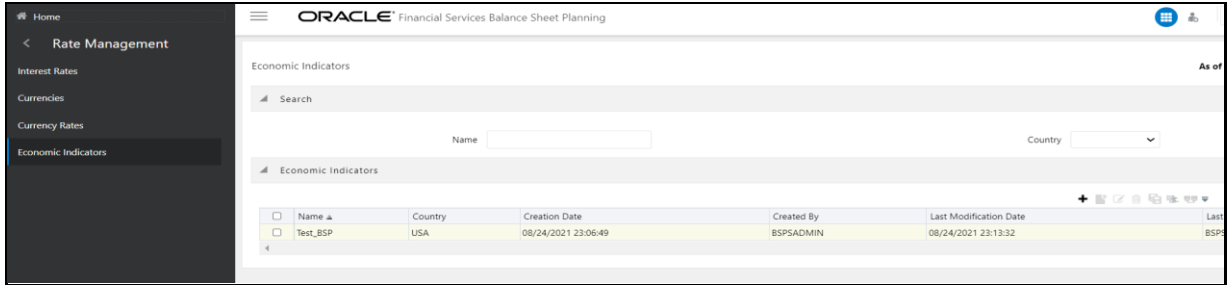 Home
ORACLE® Financial Services Balance Sheet Planning
Rate Management
Interest Rates
Economic Indicators
As of
Currencies
Search
Currency Rates
Name
Country
Economic Indicators
Economic Indicators
Name Country Creation Date Created By Last Modification Date Last
Test_BSP USA 08/24/2021 23:06:49 BSPSADMIN 08/24/2021 23:13:32 BSPS